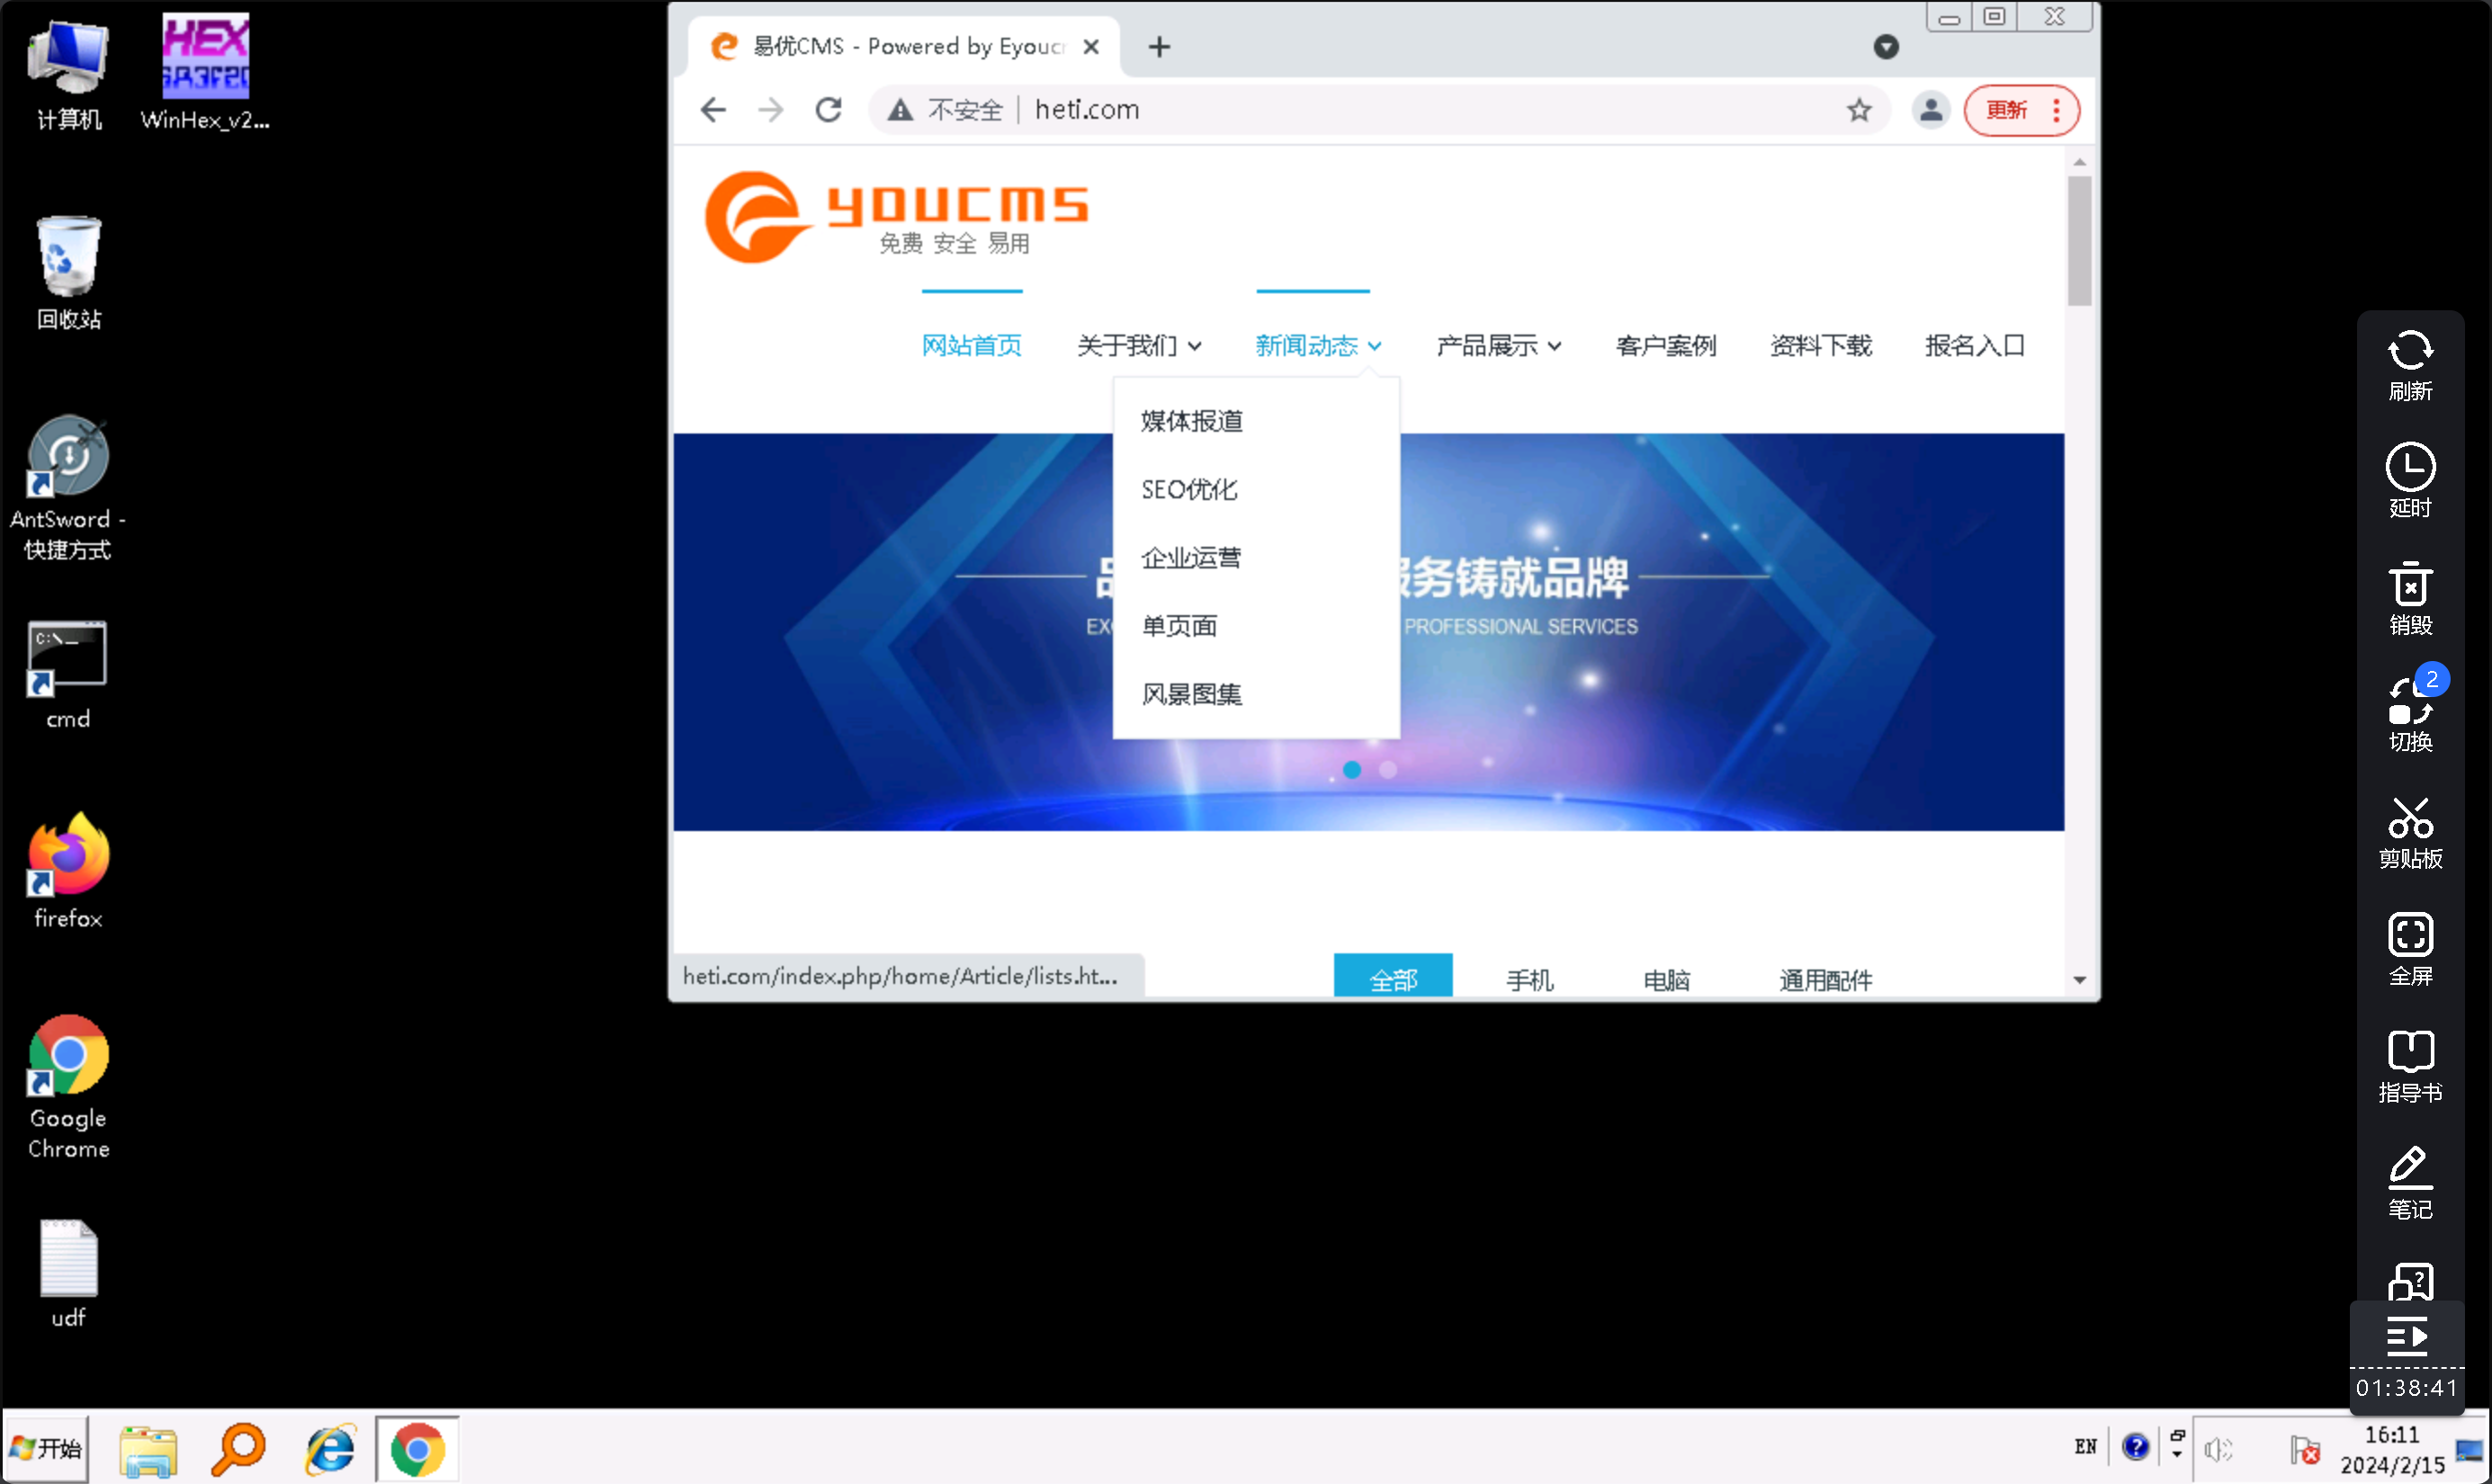 计算机
WinHex_v2...
回收站
AntSword -
快捷方式
cmd
firefox
Google
Chrome
udf
易优CMS - Powered by Eyouc
不安全 heti.com
更新
youcms
免费 安全 易用
网站首页 关于我们 新闻动态 产品展示 客户案例 资料下载 报名入口
媒体报道
SEO优化
企业运营
单页面
风景图集
服务铸就品牌
PROFESSIONAL SERVICES
heti.com/index.php/home/Article/lists.ht...
全部 手机 电脑 通用配件
刷新
延时
销毁
2
切换
剪贴板
全屏
指导书
笔记
01:38:41
开始
EN
16:11
2024/2/15